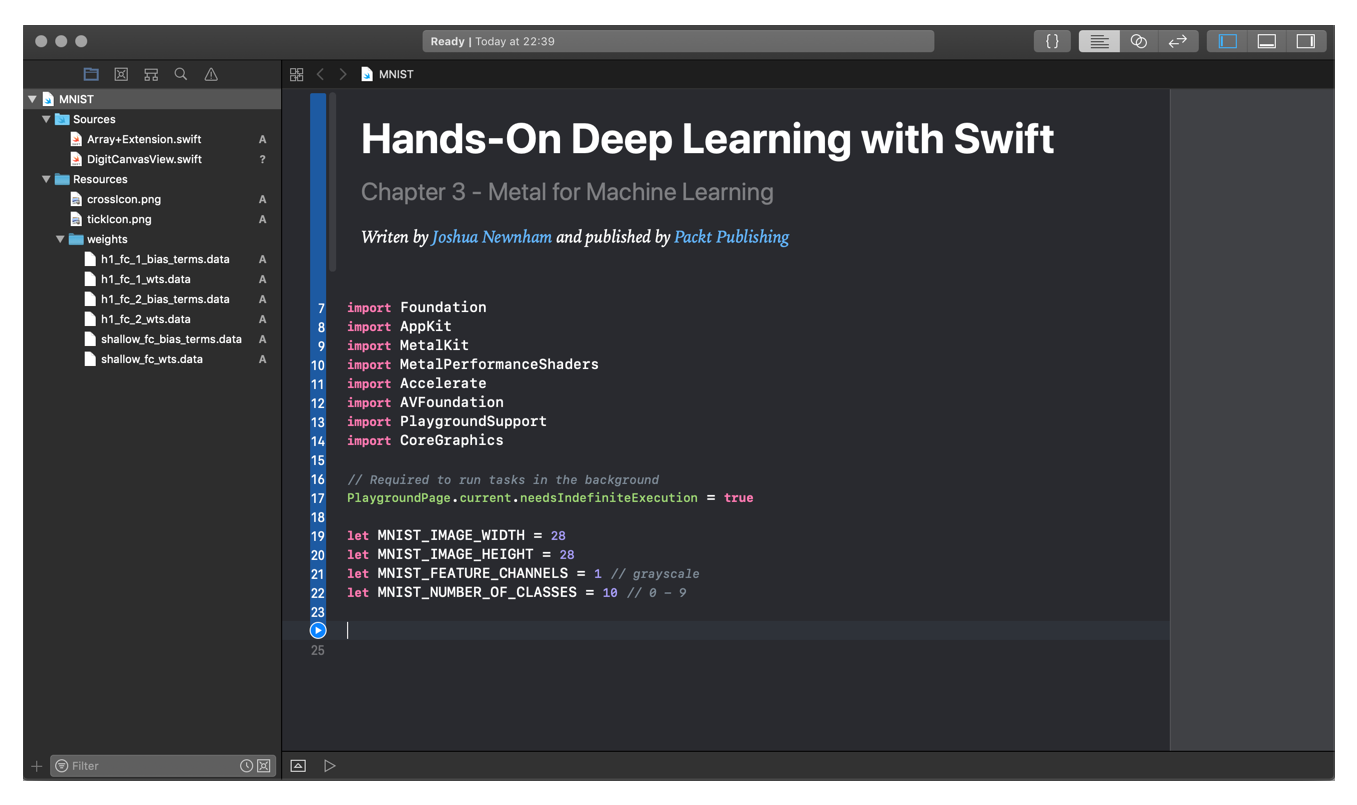 Ready | Today at 22:39
{}
MNIST
MNIST
Sources
Array+Extension.swift A
DigitCanvasView.swift ?
Resources
crossIcon.png A
tickIcon.png A
weights
h1_fc_1_bias_terms.data A
h1_fc_1_wts.data A
h1_fc_2_bias_terms.data A
h1_fc_2_wts.data A
shallow_fc_bias_terms.data A
shallow_fc_wts.data A
Filter
Hands-On Deep Learning with Swift
Chapter 3 - Metal for Machine Learning
Writen by Joshua Newnham and published by Packt Publishing
7 import Foundation
8 import AppKit
9 import MetalKit
10 import MetalPerformanceShaders
11 import Accelerate
12 import AVFoundation
13 import PlaygroundSupport
14 import CoreGraphics
15
16 // Required to run tasks in the background
17 PlaygroundPage.current.needsIndefiniteExecution = true
18
19 let MNIST_IMAGE_WIDTH = 28
20 let MNIST_IMAGE_HEIGHT = 28
21 let MNIST_FEATURE_CHANNELS = 1 // grayscale
22 let MNIST_NUMBER_OF_CLASSES = 10 // 0 - 9
23
25